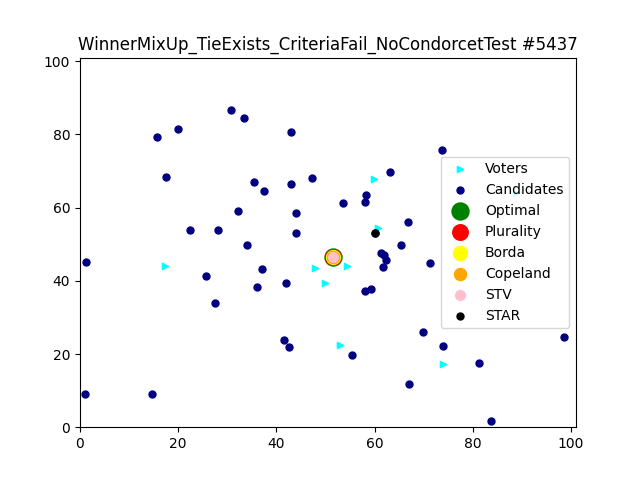 WinnerMixUp_TieExists_CriteriaFail_NoCondorcetTest #5437
100
80
60
40
20
0
0 20 40 60 80 100
Voters
Candidates
Optimal
Plurality
Borda
Copeland
STV
STAR